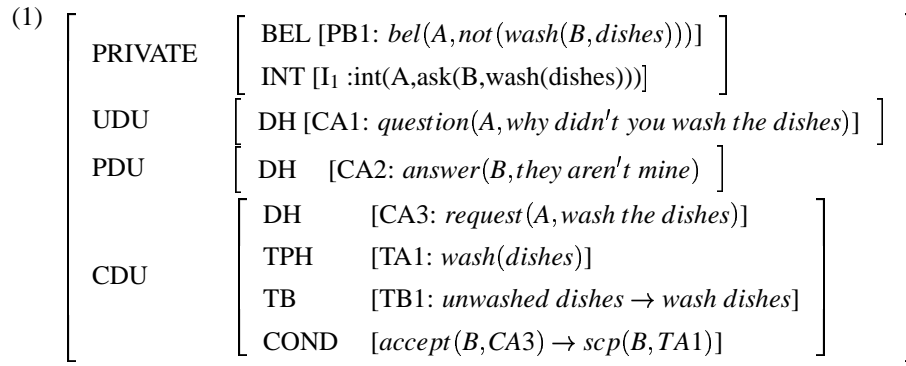 (1)
PRIVATE
BEL [PB1: bel(A,not(wash(B,dishes)))]
INT [I₁ :int(A,ask(B,wash(dishes)))]
UDU DH [CA1: question(A,why didn't you wash the dishes)]
PDU DH [CA2: answer(B,they aren't mine)
CDU
DH [CA3: request(A,wash the dishes)]
TPH [TA1: wash(dishes)]
TB [TB1: unwashed dishes → wash dishes]
COND [accept(B,CA3) → scp(B,TA1)]